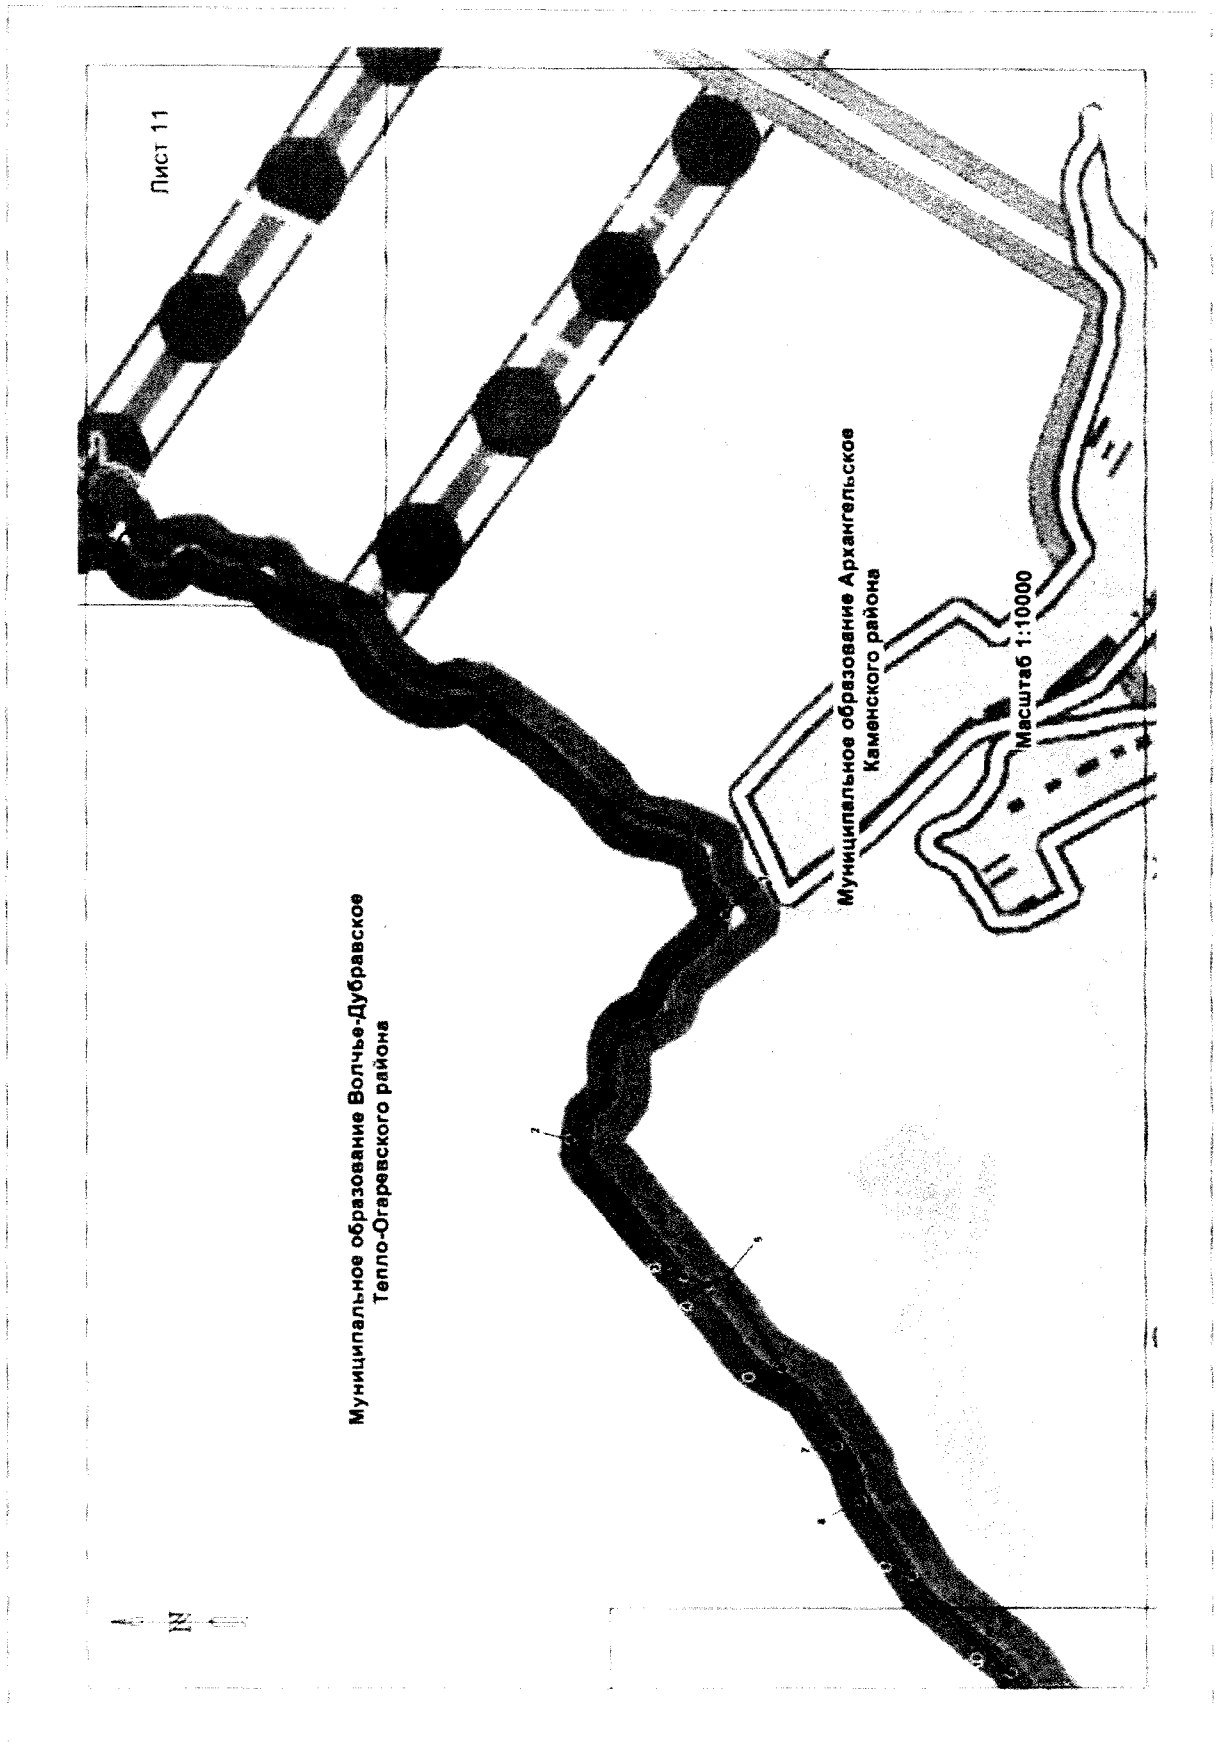 Лист 11
Муниципальное образование Волчье-Дубравское
Тепло-Огаревского района
Муниципальное образование Архангельское
Каменского района
Масштаб 1:10000
N